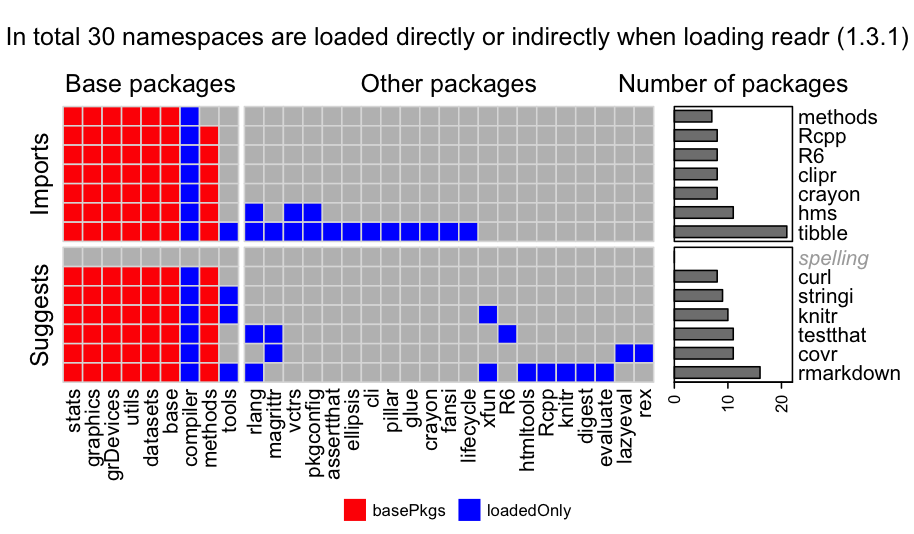 In total 30 namespaces are loaded directly or indirectly when loading readr (1.3.1)
Base packages
Other packages
Number of packages
Imports
methods
Rcpp
R6
clipr
crayon
hms
tibble
Suggests
spelling
curl
stringi
knitr
testthat
covr
rmarkdown
stats
graphics
grDevices
utils
datasets
base
compiler
methods
tools
rlang
magrittr
vctrs
pkgconfig
assertthat
ellipsis
cli
pillar
glue
crayon
fansi
lifecycle
xfun
R6
htmltools
Rcpp
knitr
digest
evaluate
lazyeval
rex
0
10
20
basePkgs
loadedOnly